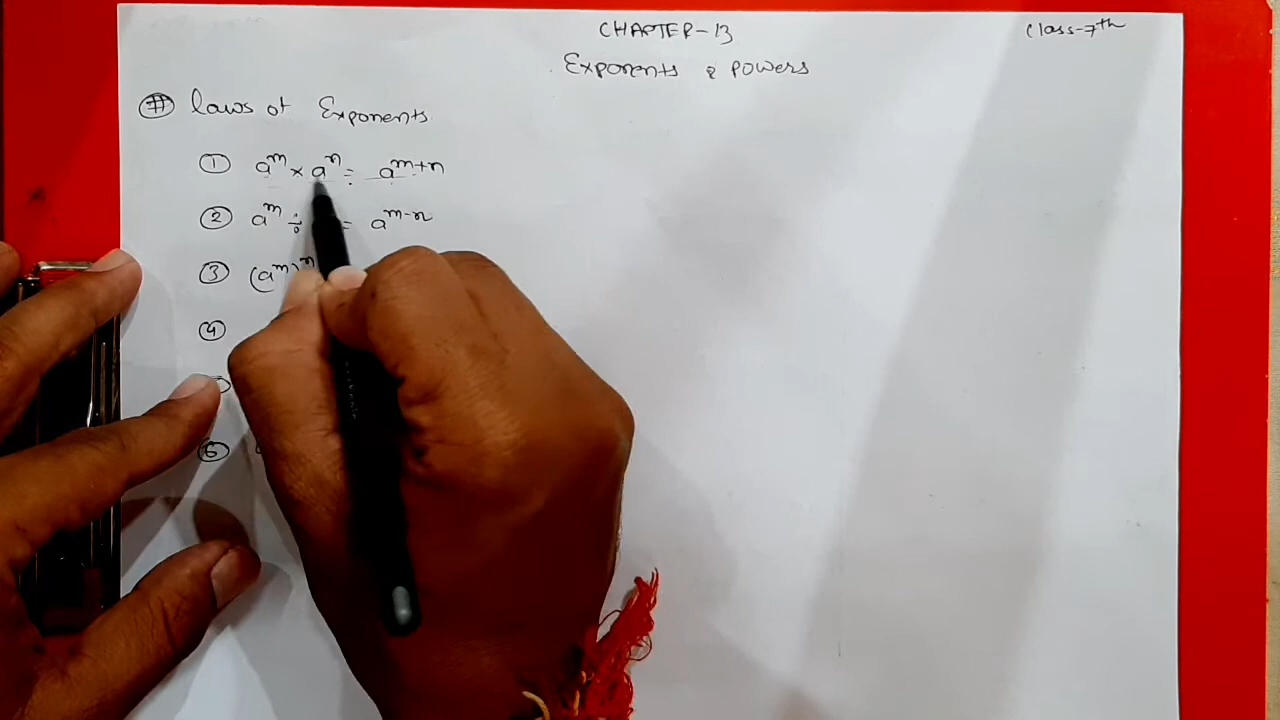 CHAPTER-13
Class-7th
Exponents & Powers
# Laws of Exponents
① a^m × a^n = a^m+n
② a^m ÷ = a^m-n
③ (a^m)^n
④
⑥